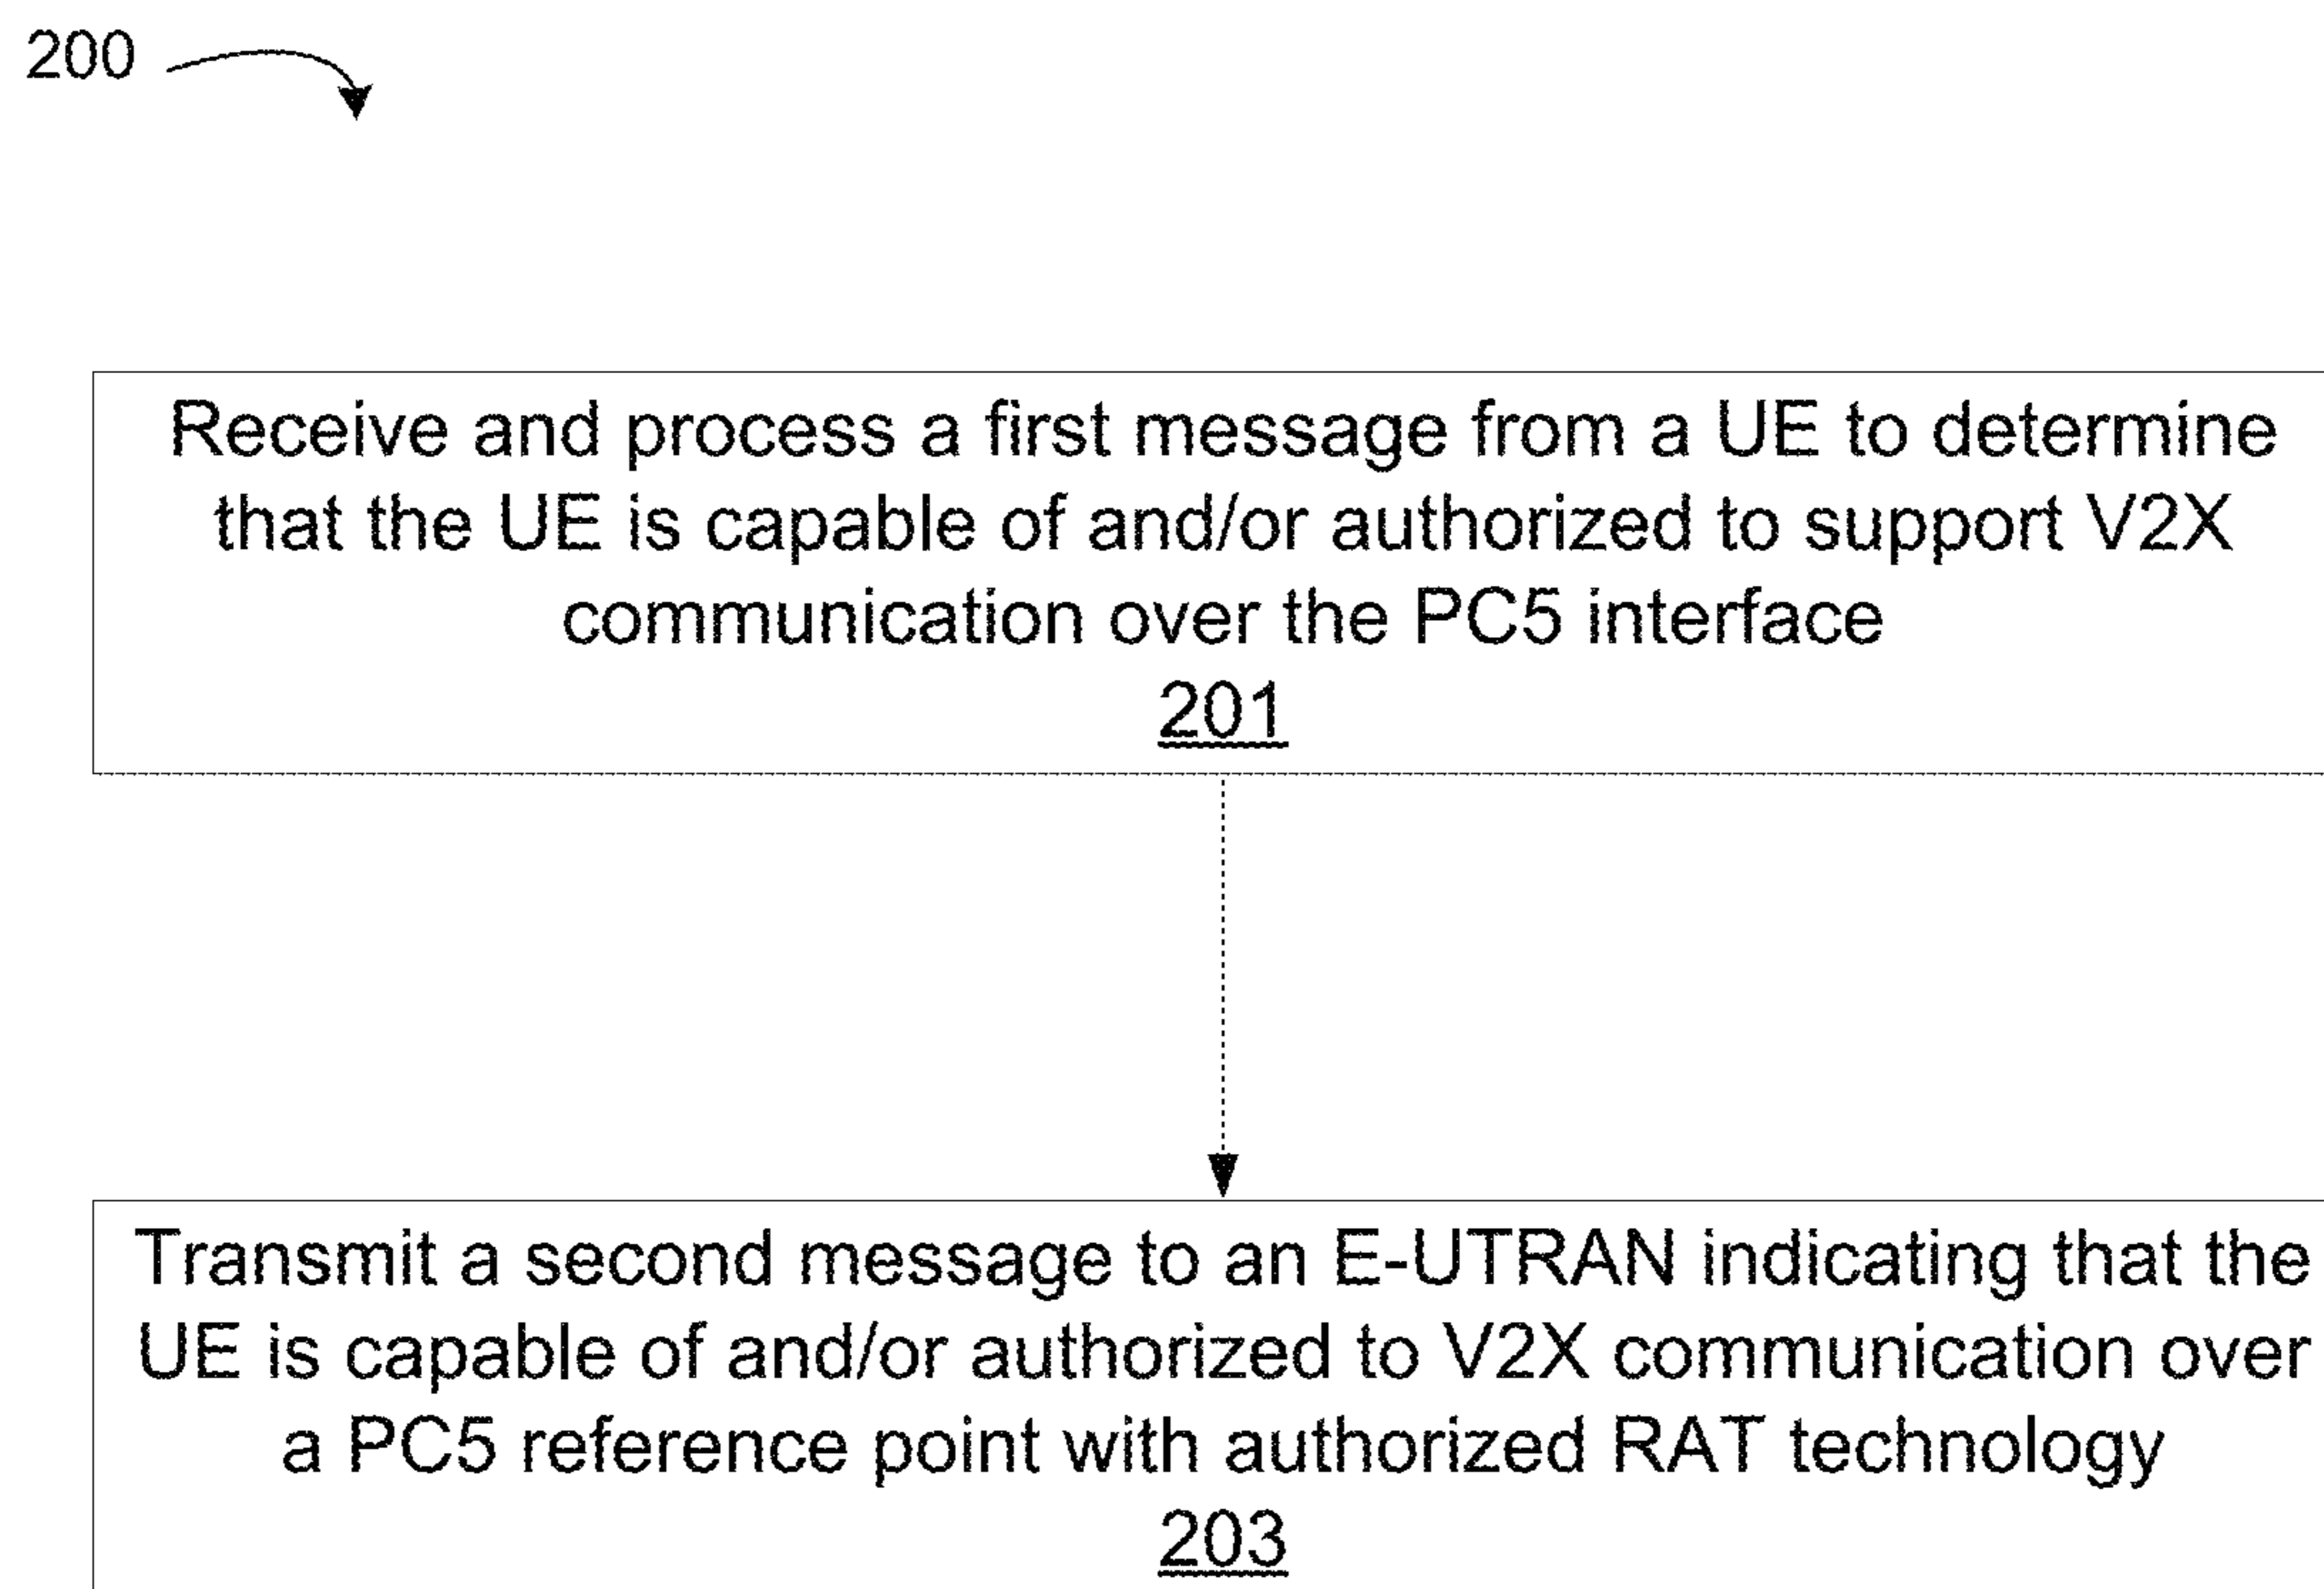 200
Receive and process a first message from a UE to determine
that the UE is capable of and/or authorized to support V2X
communication over the PC5 interface
201
Transmit a second message to an E-UTRAN indicating that the
UE is capable of and/or authorized to V2X communication over
a PC5 reference point with authorized RAT technology
203